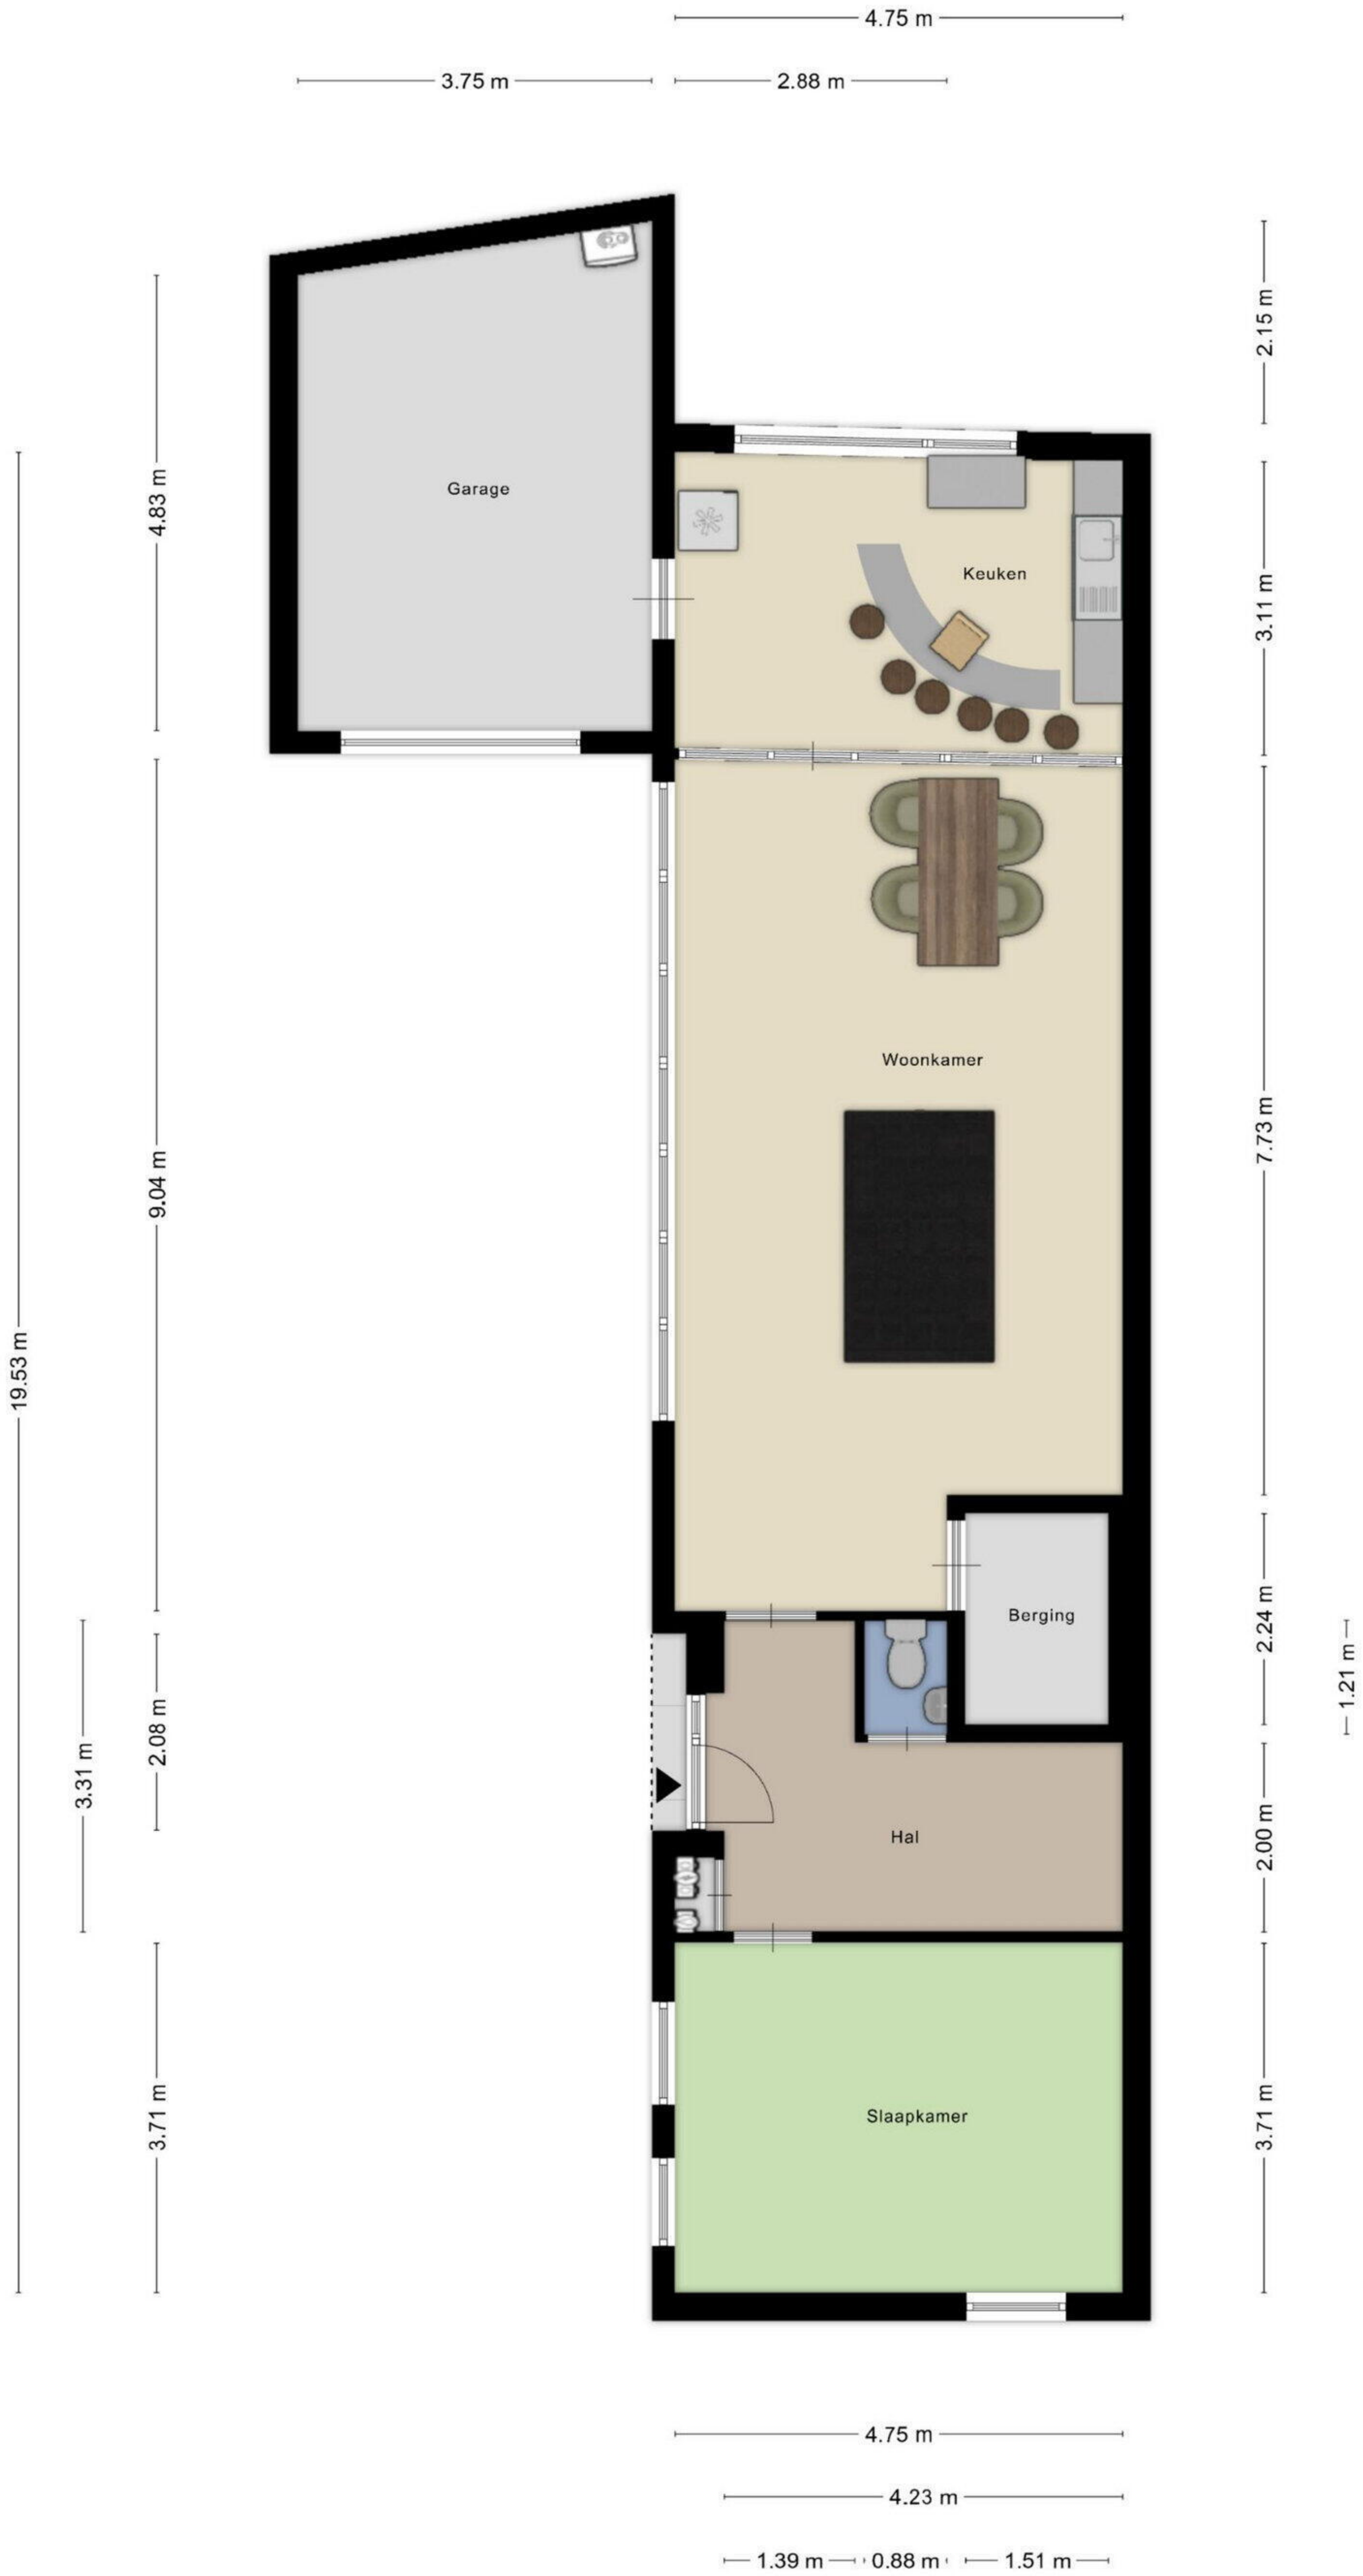 4.75 m
3.75 m
2.88 m
2.15 m
4.83 m
Garage
Keuken
3.11 m
Woonkamer
7.73 m
9.04 m
19.53 m
Berging
2.24 m
1.21 m
2.08 m
3.31 m
Hal
2.00 m
Slaapkamer
3.71 m
3.71 m
4.75 m
4.23 m
1.39 m
0.88 m
1.51 m